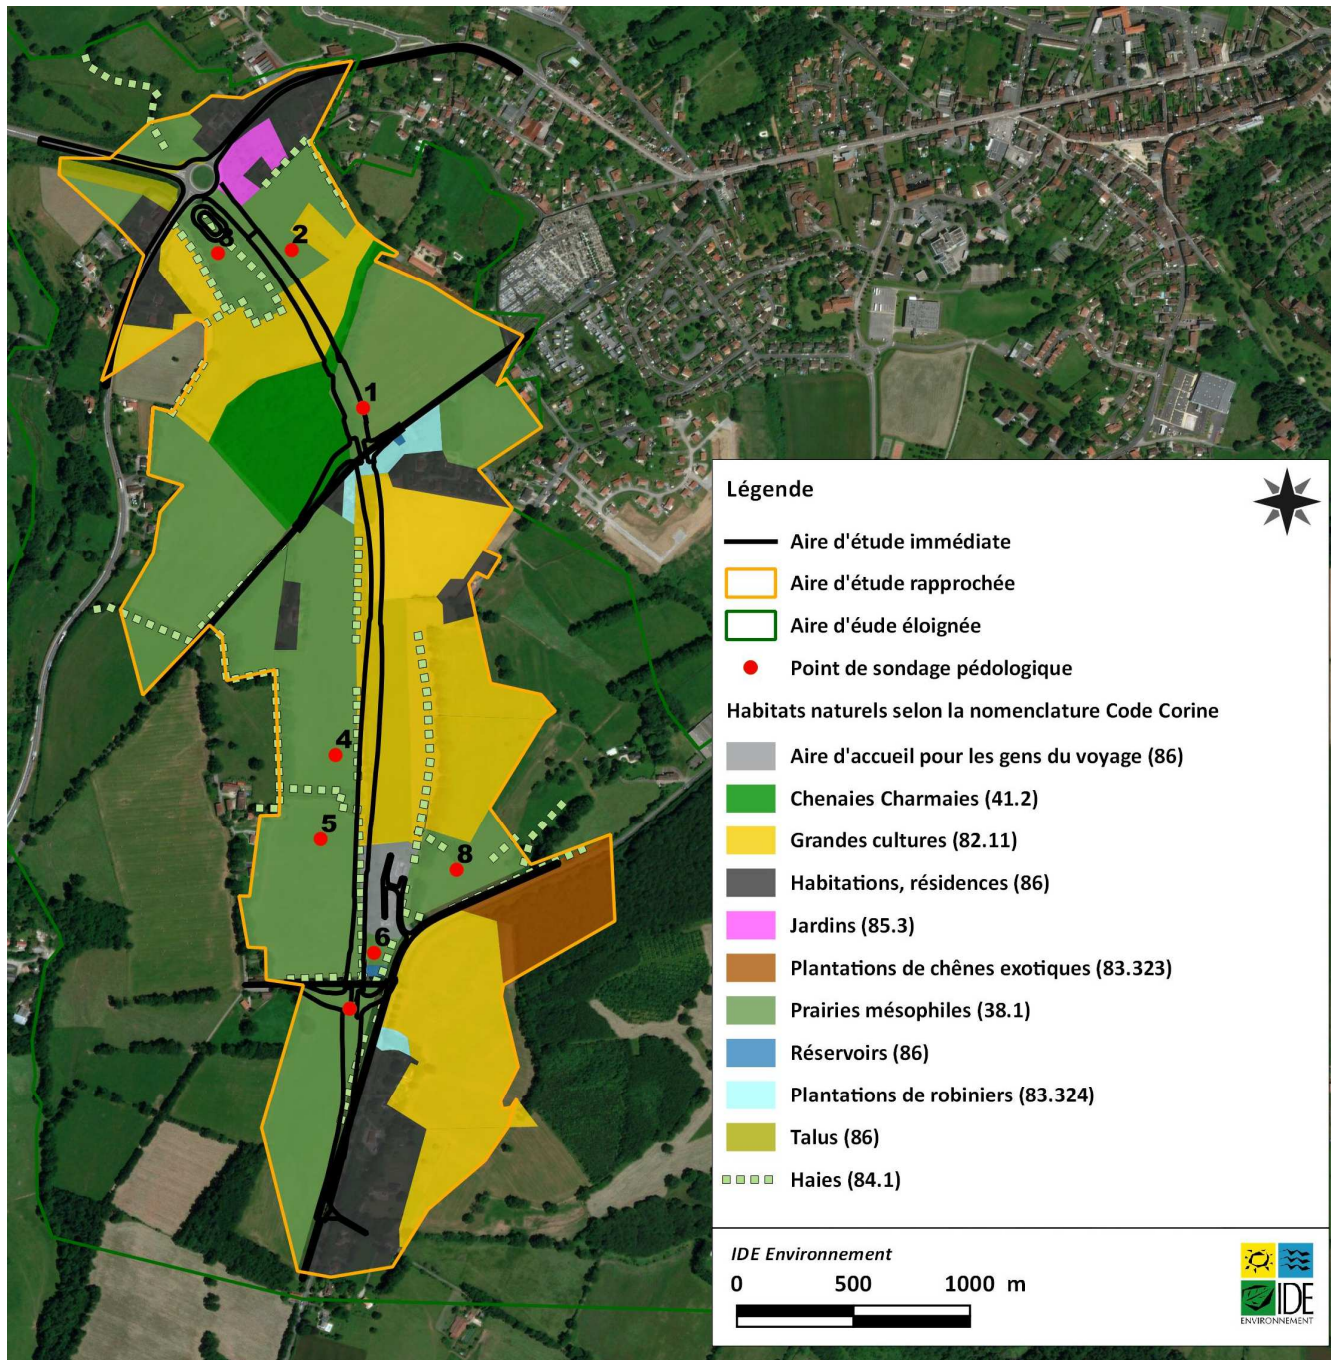 2
3
1
4
5
8
6
Légende
Aire d'étude immédiate
Aire d'étude rapprochée
Aire d'éude éloignée
Point de sondage pédologique
Habitats naturels selon la nomenclature Code Corine
Aire d'accueil pour les gens du voyage (86)
Chenaies Charmaies (41.2)
Grandes cultures (82.11)
Habitations, résidences (86)
Jardins (85.3)
Plantations de chênes exotiques (83.323)
Prairies mésophiles (38.1)
Réservoirs (86)
Plantations de robiniers (83.324)
Talus (86)
Haies (84.1)
IDE Environnement
0 500 1000 m
IDE
ENVIRONNEMENT